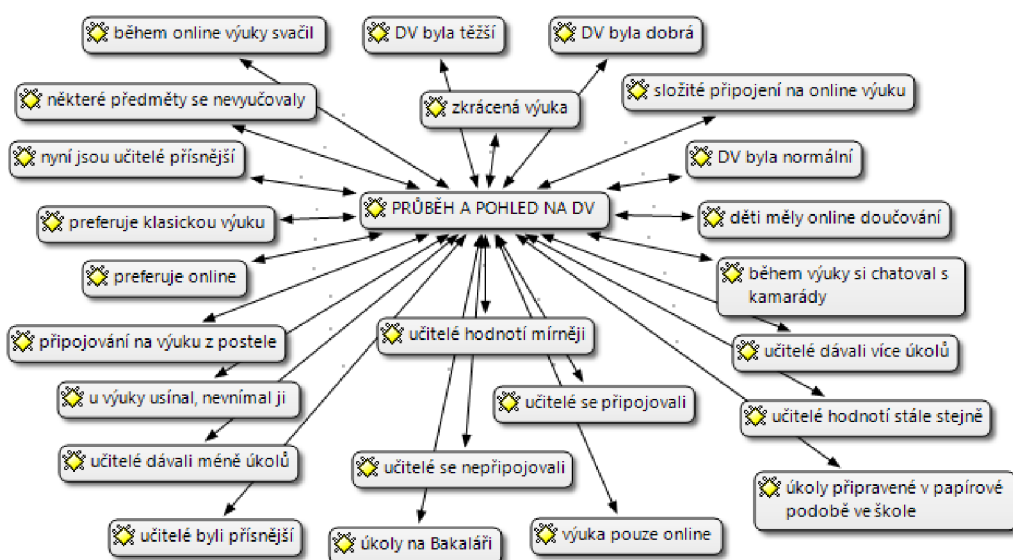 během online výuky svačil
DV byla těžší
DV byla dobrá
některé předměty se nevyučovaly
zkrácená výuka
složité připojení na online výuku
nyní jsou učitelé přísnější
DV byla normální
PRŮBĚH A POHLED NA DV
preferuje klasickou výuku
děti měly online doučování
preferuje online
během výuky si chatoval s
kamarády
připojování na výuku z postele
učitelé hodnotí mírněji
učitelé dávali více úkolů
u výuky usínal, nevnímal ji
učitelé se připojovali
učitelé hodnotí stále stejně
učitelé dávali méně úkolů
učitelé se nepřipojovali
úkoly připravené v papírové
podobě ve škole
učitelé byli přísnější
úkoly na Bakaláři
výuka pouze online